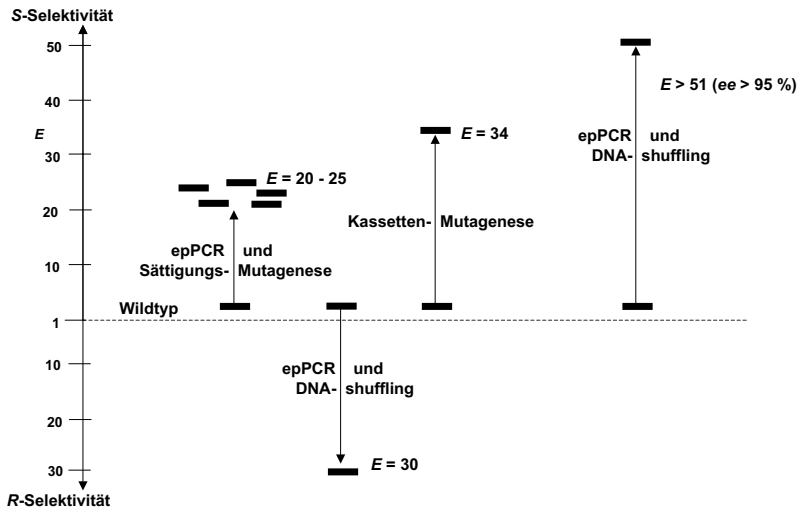 S-Selektivität
50
40
E
30
20
10
1
10
20
30
R-Selektivität
Wildtyp
E = 20 - 25
epPCR und
Sättigungs- Mutagenese
epPCR und
DNA- shuffling
E = 30
E = 34
Kassetten- Mutagenese
E > 51 (ee > 95 %)
epPCR und
DNA- shuffling